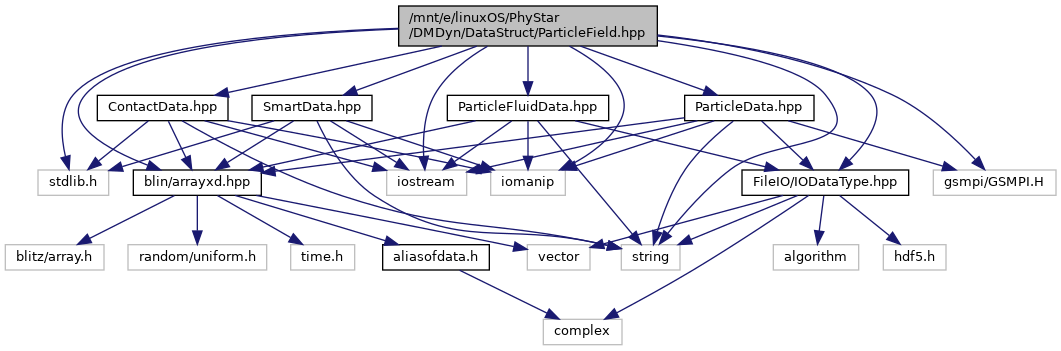 /mnt/e/linuxOS/PhyStar
/DMDyn/DataStruct/ParticleField.hpp
ContactData.hpp
SmartData.hpp
ParticleFluidData.hpp
ParticleData.hpp
stdlib.h
blin/arrayxd.hpp
iostream
iomanip
FileIO/IODataType.hpp
gsmpi/GSMPI.H
blitz/array.h
random/uniform.h
time.h
aliasofdata.h
vector
string
algorithm
hdf5.h
complex